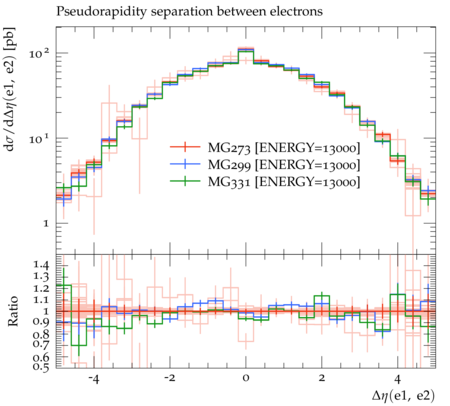 Pseudorapidity separation between electrons
dσ/dΔη(e1, e2) [pb]
10²
10¹
1
MG273 [ENERGY=13000]
MG299 [ENERGY=13000]
MG331 [ENERGY=13000]
Ratio
1.4
1.3
1.2
1.1
1
0.9
0.8
0.7
0.6
0.5
-4 -2 0 2 4
Δη(e1, e2)